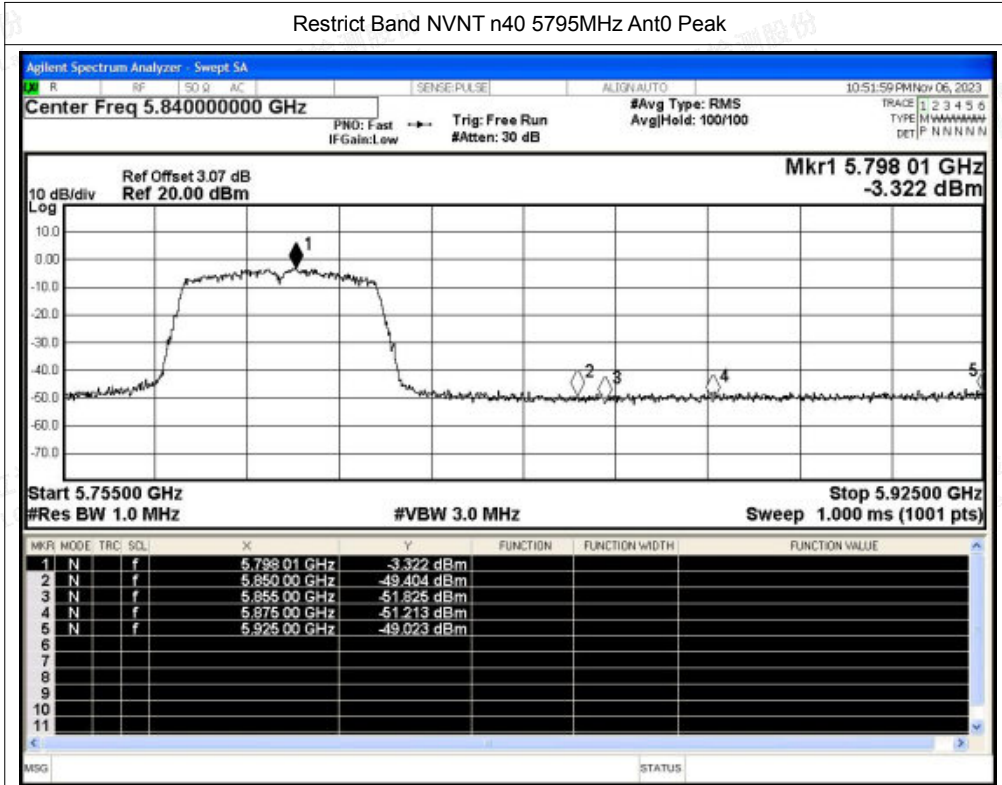 Restrict Band NVNT n40 5795MHz Ant0 Peak
Agilent Spectrum Analyzer - Swept SA
R RF 50 Ω AC SENSE:PULSE ALIGN AUTO 10:51:59 PM Nov 06, 2023
Center Freq 5.840000000 GHz
PNO: Fast
IFGain:Low
Trig: Free Run
#Atten: 30 dB
#Avg Type: RMS
Avg|Hold: 100/100
TRACE 1 2 3 4 5 6
TYPE M
DET P N N N N N
Ref Offset 3.07 dB
Ref 20.00 dBm
10 dB/div
Log
Mkr1 5.798 01 GHz
-3.322 dBm
10.0
0.00
-10.0
-20.0
-30.0
-40.0
-50.0
-60.0
-70.0
1
2
3
4
5
Start 5.75500 GHz
Stop 5.92500 GHz
#Res BW 1.0 MHz
#VBW 3.0 MHz
Sweep 1.000 ms (1001 pts)
MKR MODE TRC SCL X Y FUNCTION FUNCTION WIDTH FUNCTION VALUE
1 N f 5.798 01 GHz -3.322 dBm
2 N f 5.850 00 GHz -49.404 dBm
3 N f 5.855 00 GHz -51.825 dBm
4 N f 5.875 00 GHz -51.213 dBm
5 N f 5.925 00 GHz -49.023 dBm
6
7
8
9
10
11
MSG
STATUS